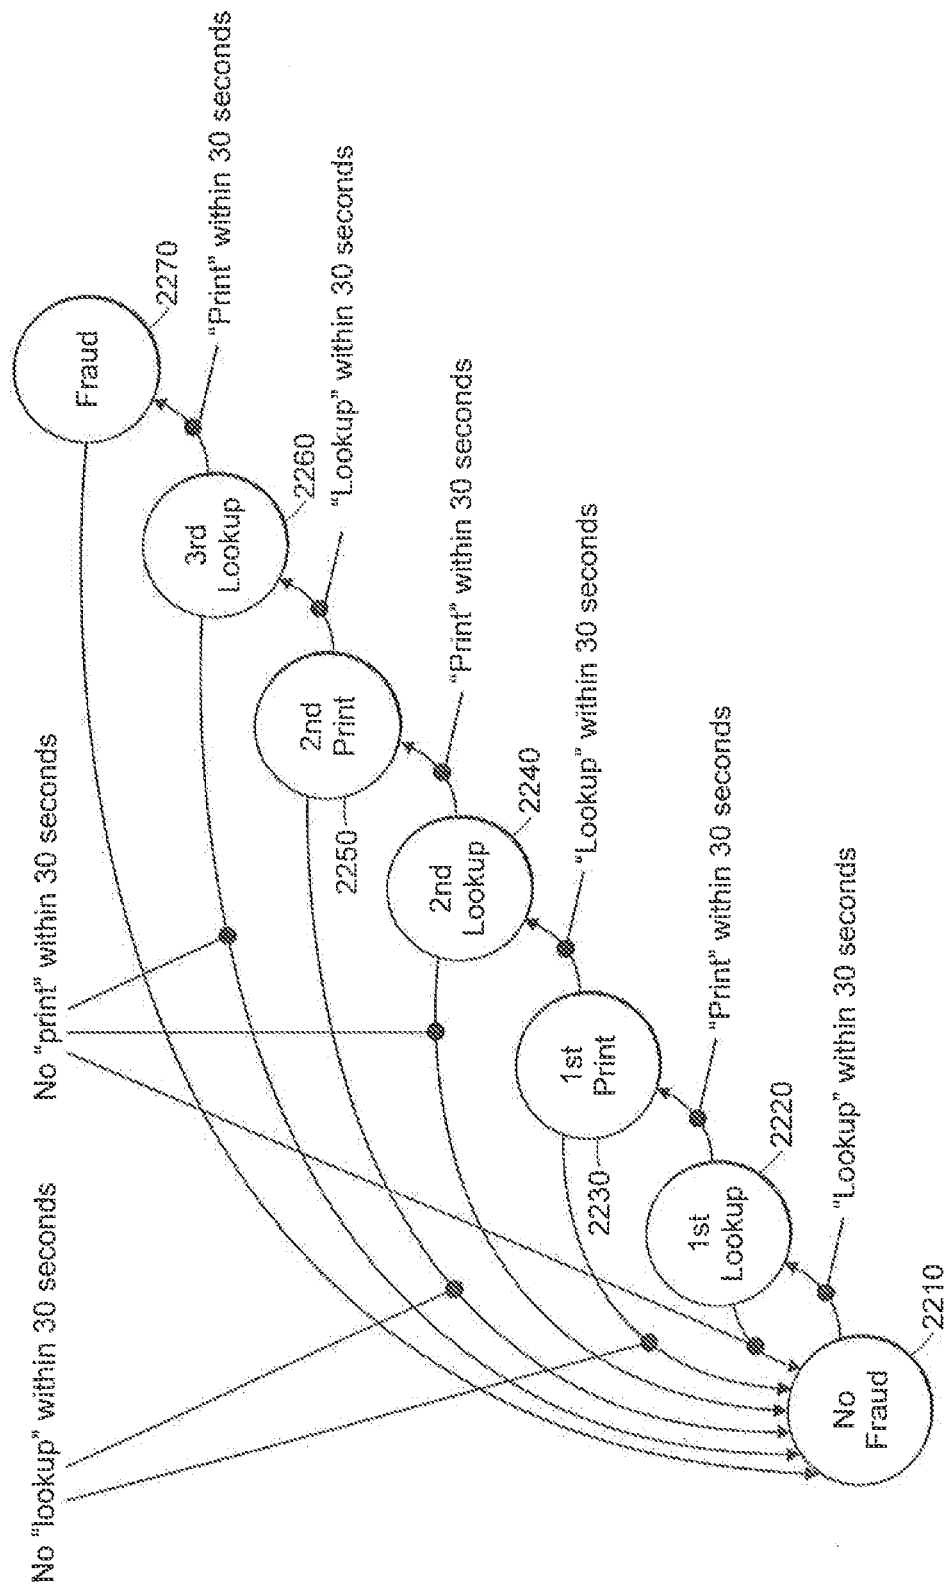 No "lookup" within 30 seconds
No "print" within 30 seconds
Fraud
2270
"Print" within 30 seconds
3rd
Lookup
2260
"Lookup" within 30 seconds
2nd
Print
2250
"Print" within 30 seconds
2nd
Lookup
2240
"Lookup" within 30 seconds
1st
Print
2230
"Print" within 30 seconds
1st
Lookup
2220
"Lookup" within 30 seconds
No
Fraud
2210